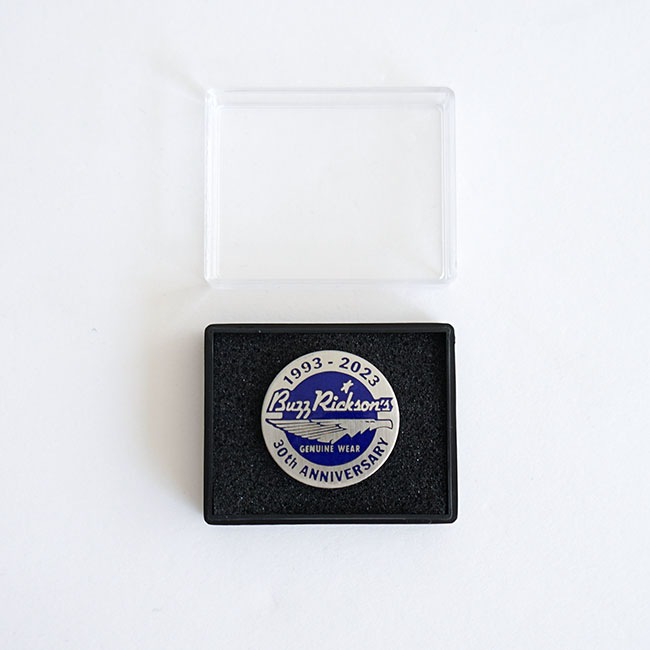 1993 - 2023
Buzz Rickson's
GENUINE WEAR
30th ANNIVERSARY